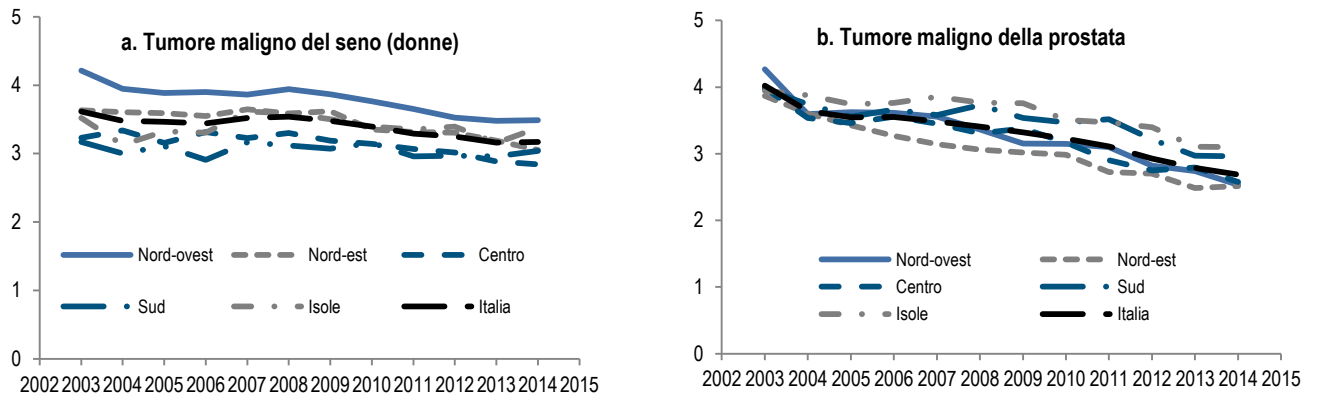 a. Tumore maligno del seno (donne)
5
4
3
2
1
0
Nord-ovest Nord-est Centro
Sud Isole Italia
2002 2003 2004 2005 2006 2007 2008 2009 2010 2011 2012 2013 2014 2015
b. Tumore maligno della prostata
5
4
3
2
1
0
Nord-ovest Nord-est
Centro Sud
Isole Italia
2002 2003 2004 2005 2006 2007 2008 2009 2010 2011 2012 2013 2014 2015